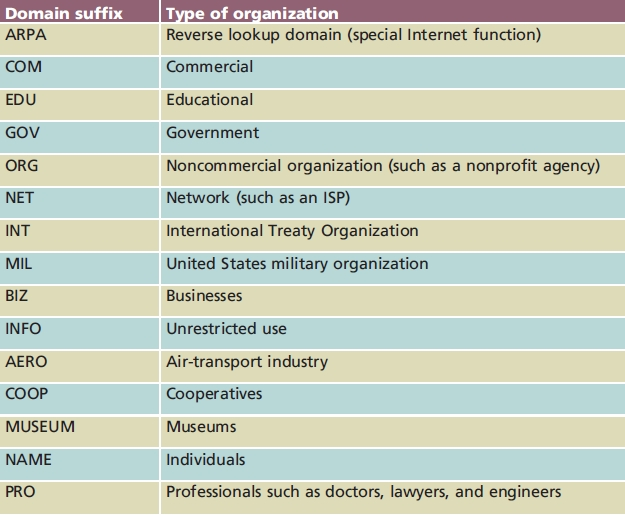 Domain suffix Type of organization
ARPA Reverse lookup domain (special Internet function)
COM Commercial
EDU Educational
GOV Government
ORG Noncommercial organization (such as a nonprofit agency)
NET Network (such as an ISP)
INT International Treaty Organization
MIL United States military organization
BIZ Businesses
INFO Unrestricted use
AERO Air-transport industry
COOP Cooperatives
MUSEUM Museums
NAME Individuals
PRO Professionals such as doctors, lawyers, and engineers